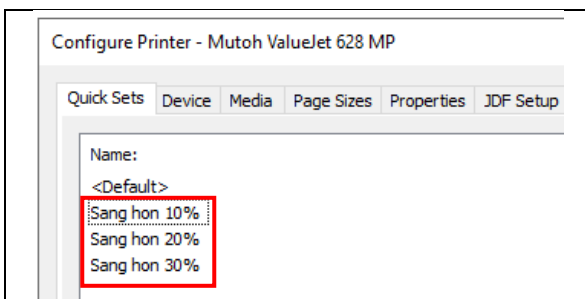 Configure Printer - Mutoh ValueJet 628 MP
Quick Sets Device Media Page Sizes Properties JDF Setup
Name:
<Default>
Sang hon 10%
Sang hon 20%
Sang hon 30%